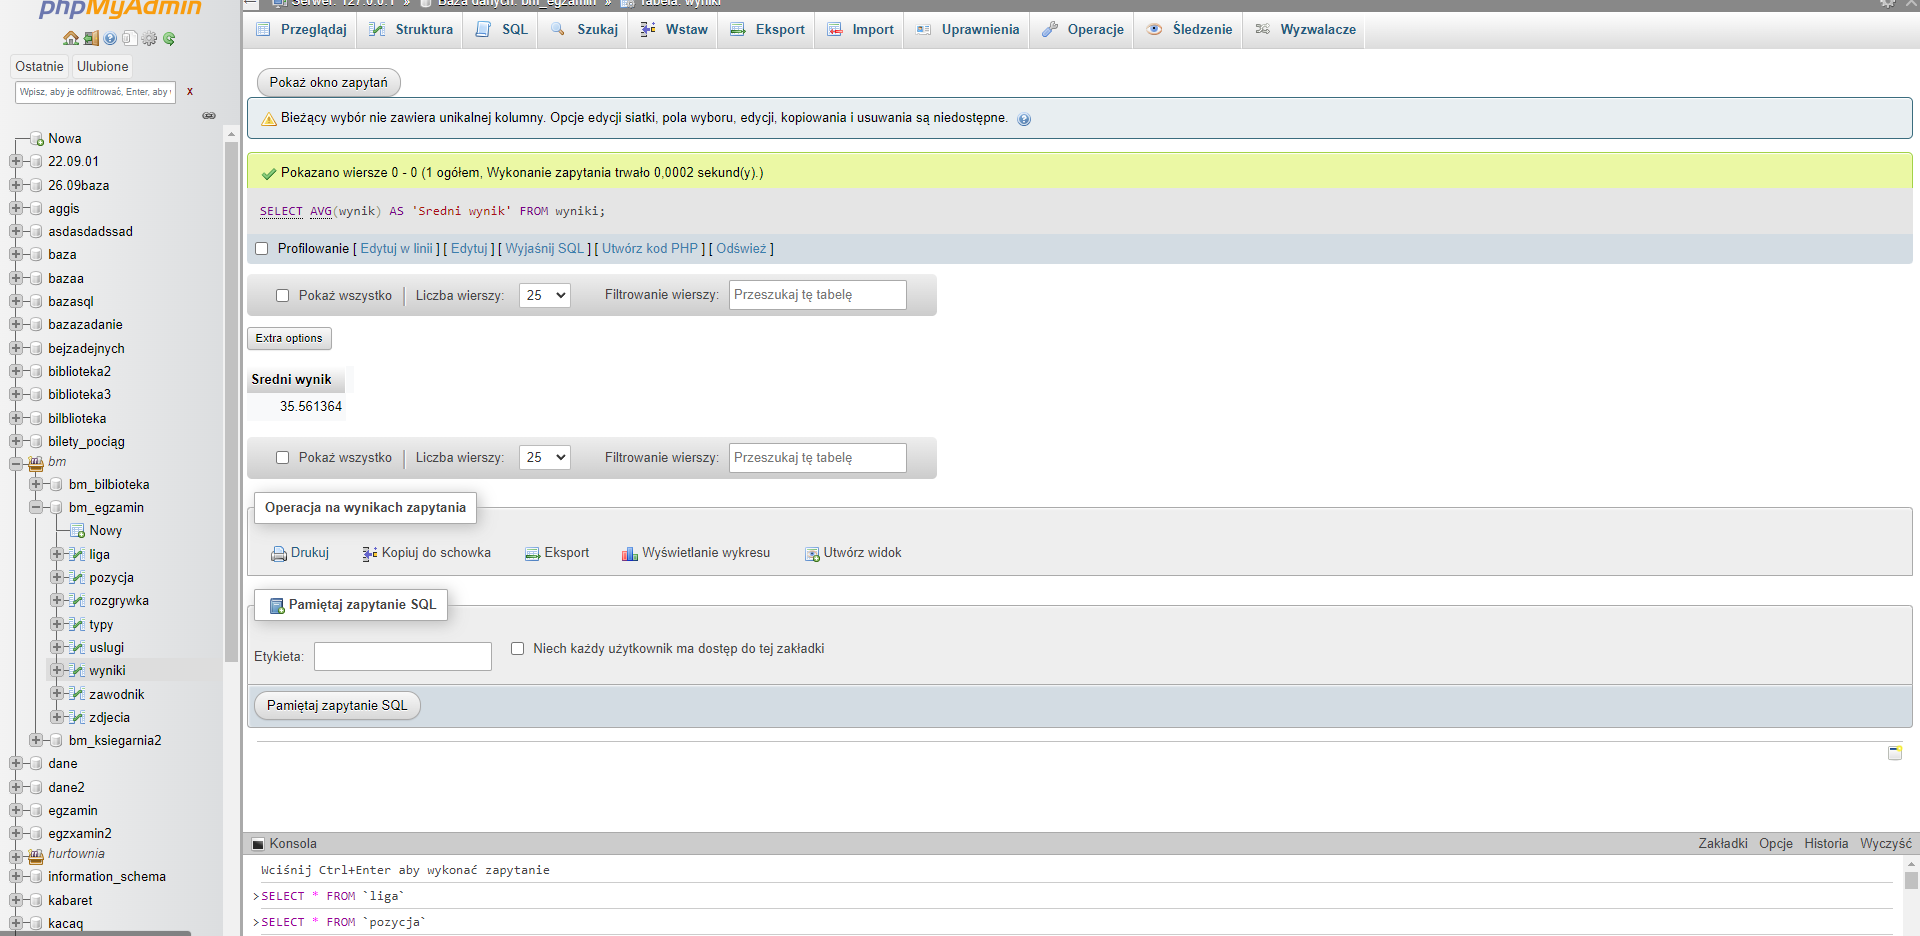 phpMyAdmin
Ostatnie Ulubione
Wpisz, aby je odfiltrować, Enter, aby
x
Nowa
22.09.01
26.09baza
aggis
asdasdadssad
baza
bazaa
bazasql
bazazadanie
bejzadejnych
biblioteka2
biblioteka3
bilblioteka
bilety_pociąg
bm
bm_bilbioteka
bm_egzamin
Nowy
liga
pozycja
rozgrywka
typy
uslugi
wyniki
zawodnik
zdjecia
bm_ksiegarnia2
dane
dane2
egzamin
egzxamin2
hurtownia
information_schema
kabaret
kacaq
Serwer: 127.0.0.1 » Baza danych: bm_egzamin » Tabela: wyniki
Przeglądaj Struktura SQL Szukaj Wstaw Eksport Import Uprawnienia Operacje Śledzenie Wyzwalacze
Pokaż okno zapytań
Bieżący wybór nie zawiera unikalnej kolumny. Opcje edycji siatki, pola wyboru, edycji, kopiowania i usuwania są niedostępne.
Pokazano wiersze 0 - 0 (1 ogółem, Wykonanie zapytania trwało 0,0002 sekund(y).)
SELECT AVG(wynik) AS 'Sredni wynik' FROM wyniki;
Profilowanie [ Edytuj w linii ] [ Edytuj ] [ Wyjaśnij SQL ] [ Utwórz kod PHP ] [ Odśwież ]
Pokaż wszystko | Liczba wierszy: 25 Filtrowanie wierszy: Przeszukaj tę tabelę
Extra options
Sredni wynik
35.561364
Pokaż wszystko | Liczba wierszy: 25 Filtrowanie wierszy: Przeszukaj tę tabelę
Operacja na wynikach zapytania
Drukuj Kopiuj do schowka Eksport Wyświetlanie wykresu Utwórz widok
Pamiętaj zapytanie SQL
Etykieta: Niech każdy użytkownik ma dostęp do tej zakładki
Pamiętaj zapytanie SQL
Konsola Zakładki Opcje Historia Wyczyść
Wciśnij Ctrl+Enter aby wykonać zapytanie
>SELECT * FROM `liga`
>SELECT * FROM `pozycja`